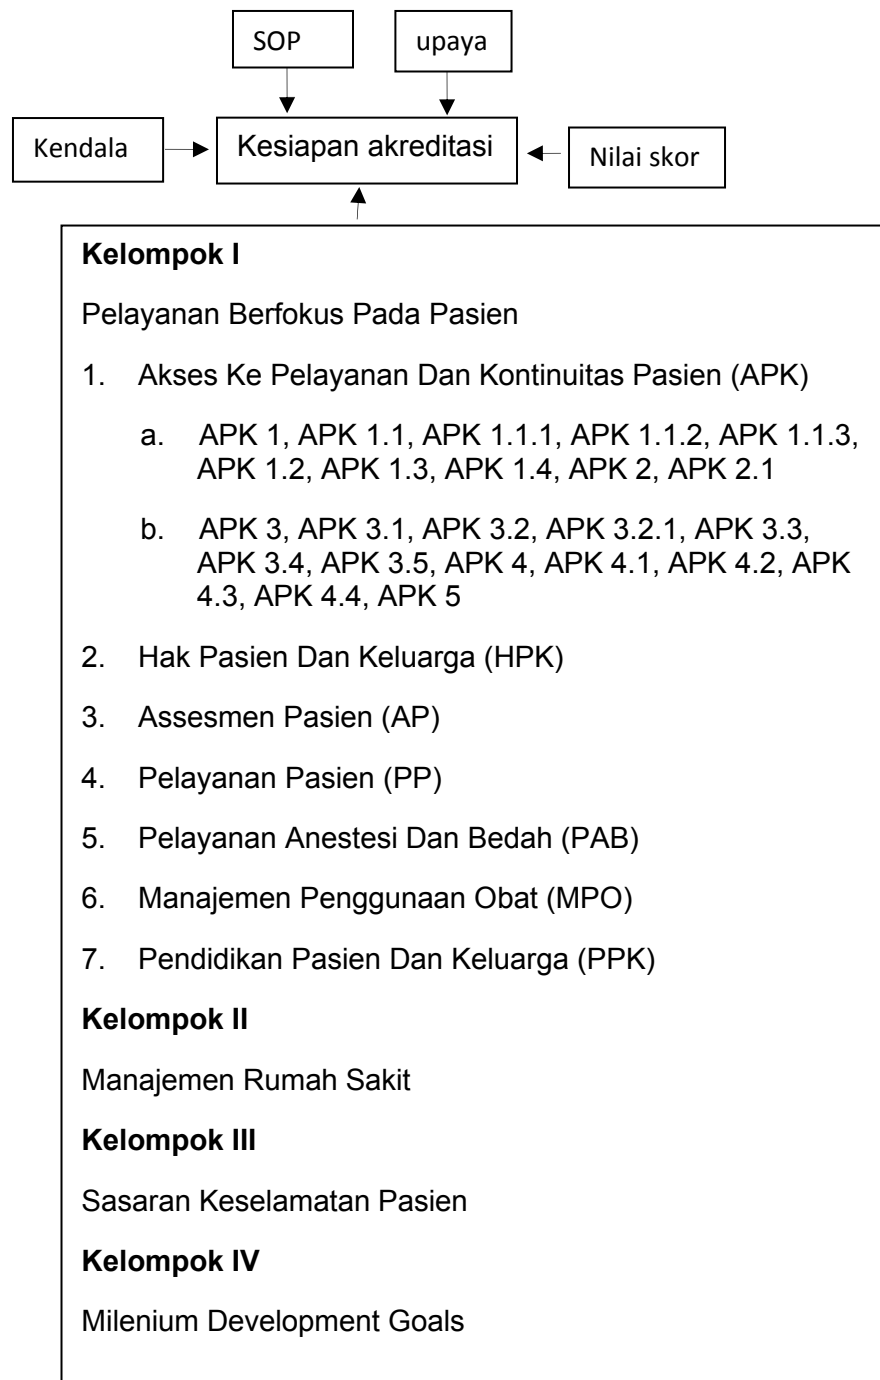 SOP
upaya
Kendala
Kesiapan akreditasi
Nilai skor
Kelompok I
Pelayanan Berfokus Pada Pasien
1. Akses Ke Pelayanan Dan Kontinuitas Pasien (APK)
a. APK 1, APK 1.1, APK 1.1.1, APK 1.1.2, APK 1.1.3,
APK 1.2, APK 1.3, APK 1.4, APK 2, APK 2.1
b. APK 3, APK 3.1, APK 3.2, APK 3.2.1, APK 3.3,
APK 3.4, APK 3.5, APK 4, APK 4.1, APK 4.2, APK
4.3, APK 4.4, APK 5
2. Hak Pasien Dan Keluarga (HPK)
3. Assesmen Pasien (AP)
4. Pelayanan Pasien (PP)
5. Pelayanan Anestesi Dan Bedah (PAB)
6. Manajemen Penggunaan Obat (MPO)
7. Pendidikan Pasien Dan Keluarga (PPK)
Kelompok II
Manajemen Rumah Sakit
Kelompok III
Sasaran Keselamatan Pasien
Kelompok IV
Milenium Development Goals